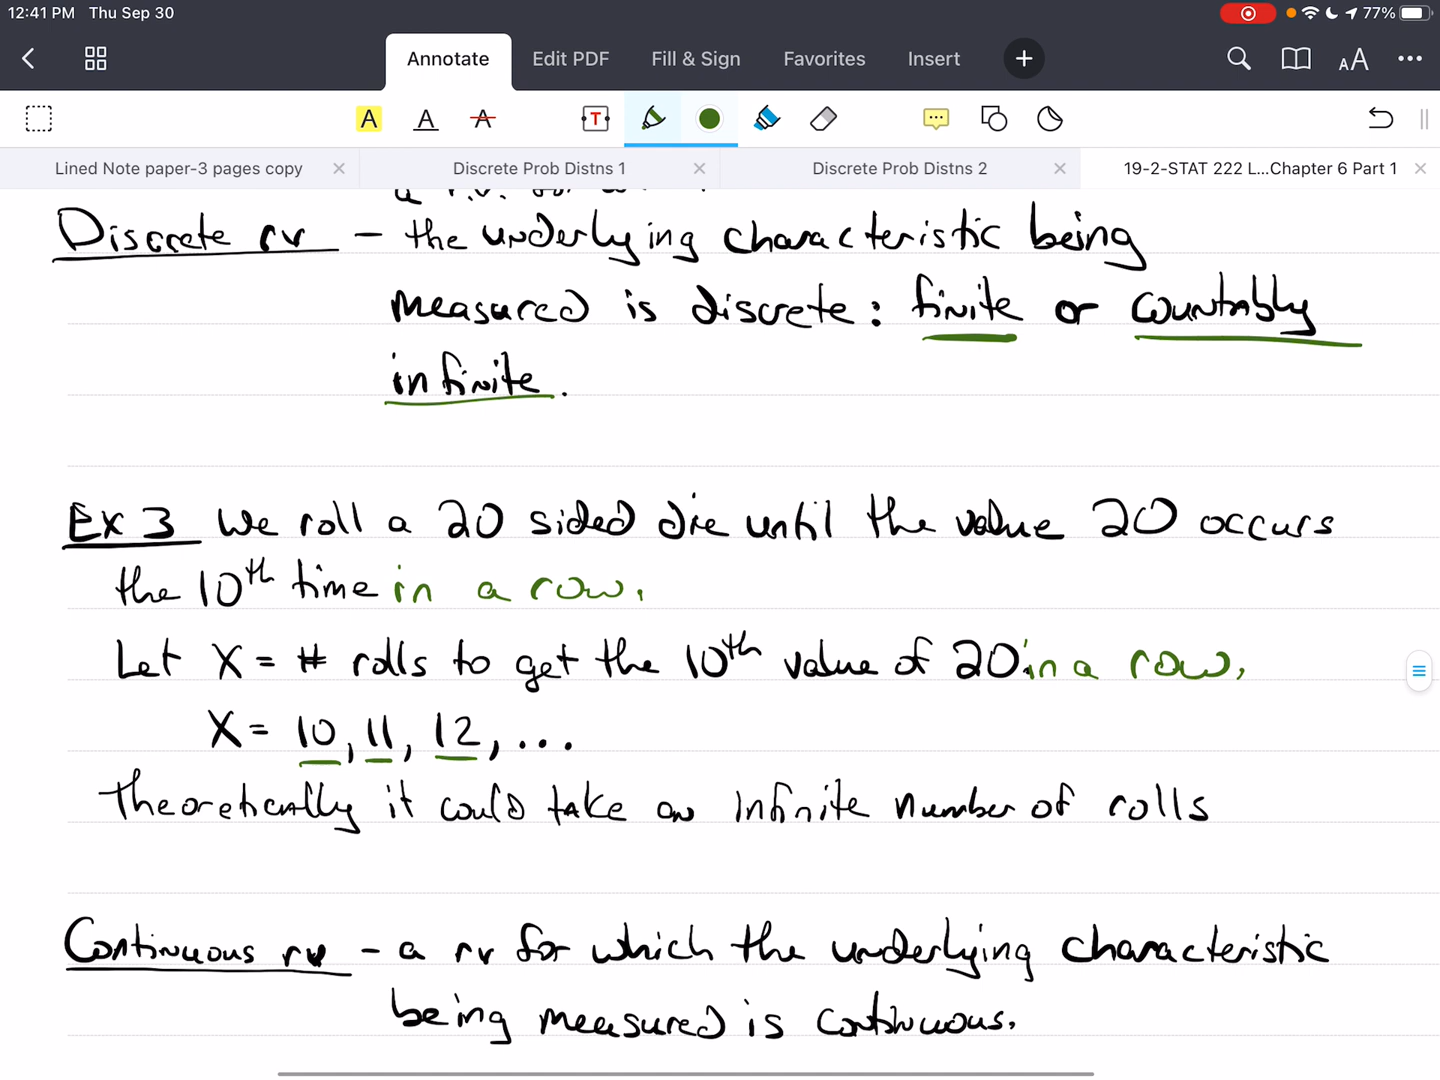 12:41 PM Thu Sep 30
77%
Annotate Edit PDF Fill & Sign Favorites Insert
AA
A A A T
Lined Note paper-3 pages copy Discrete Prob Distns 1 Discrete Prob Distns 2 19-2-STAT 222 L...Chapter 6 Part 1
Discrete rv – the underlying characteristic being
measured is discrete: finite or countably
infinite.
Ex 3 We roll a 20 sided die until the value 20 occurs
the 10th time in a row.
Let X = # rolls to get the 10th value of 20 in a row.
X = 10, 11, 12, ...
Theoretically it could take an infinite number of rolls
Continuous rv – a rv for which the underlying characteristic
being measured is continuous.